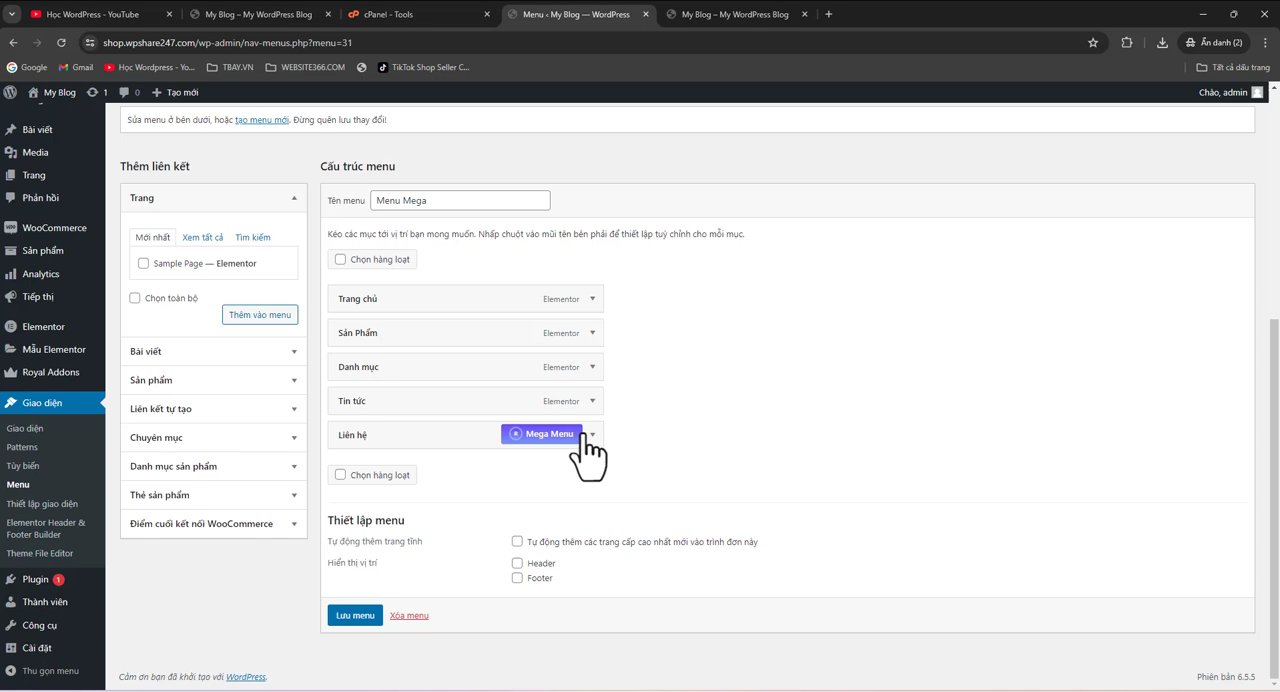 Học WordPress - YouTube
My Blog – My WordPress Blog
cPanel - Tools
Menu ‹ My Blog — WordPress
My Blog – My WordPress Blog
shop.wpshare247.com/wp-admin/nav-menus.php?menu=31
Ẩn danh (2)
Google
Gmail
Học Wordpress - Yo...
TBAY.VN
WEBSITE366.COM
TikTok Shop Seller C...
Tất cả dấu trang
My Blog
1
0
Tạo mới
Chào, admin
Bài viết
Media
Trang
Phản hồi
WooCommerce
Sản phẩm
Analytics
Tiếp thị
Elementor
Mẫu Elementor
Royal Addons
Giao diện
Giao diện
Patterns
Tùy biến
Menu
Thiết lập giao diện
Elementor Header &
Footer Builder
Theme File Editor
Plugin 1
Thành viên
Công cụ
Cài đặt
Thu gọn menu
Sửa menu ở bên dưới, hoặc tạo menu mới. Đừng quên lưu thay đổi!
Thêm liên kết
Trang
Mới nhất
Xem tất cả
Tìm kiếm
Sample Page — Elementor
Chọn toàn bộ
Thêm vào menu
Bài viết
Sản phẩm
Liên kết tự tạo
Chuyên mục
Danh mục sản phẩm
Thẻ sản phẩm
Điểm cuối kết nối WooCommerce
Cấu trúc menu
Tên menu
Menu Mega
Kéo các mục tới vị trí bạn mong muốn. Nhấp chuột vào mũi tên bên phải để thiết lập tuỳ chỉnh cho mỗi mục.
Chọn hàng loạt
Trang chủ
Elementor
Sản Phẩm
Elementor
Danh mục
Elementor
Tin tức
Elementor
Liên hệ
Mega Menu
Chọn hàng loạt
Thiết lập menu
Tự động thêm trang tĩnh
Tự động thêm các trang cấp cao nhất mới vào trình đơn này
Hiển thị vị trí
Header
Footer
Lưu menu
Xóa menu
Cảm ơn bạn đã khởi tạo với WordPress.
Phiên bản 6.5.5